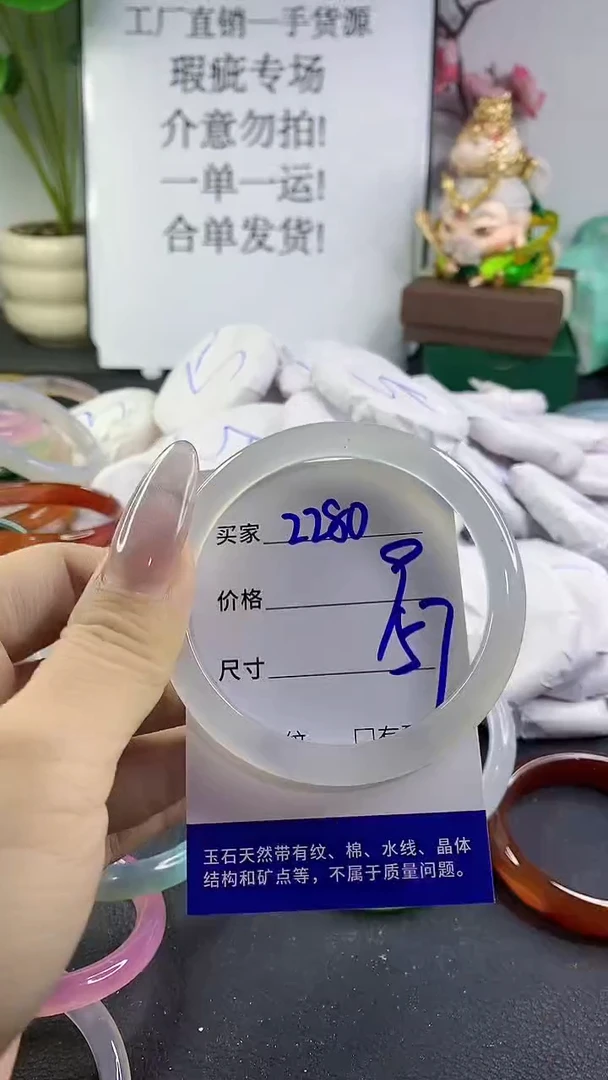 工厂直销一手货源
瑕疵专场
介意勿拍!
一单一运!
合单发货!
买家 2280
价格
尺寸 57
玉石天然带有纹、棉、水线、晶体
结构和矿点等，不属于质量问题。